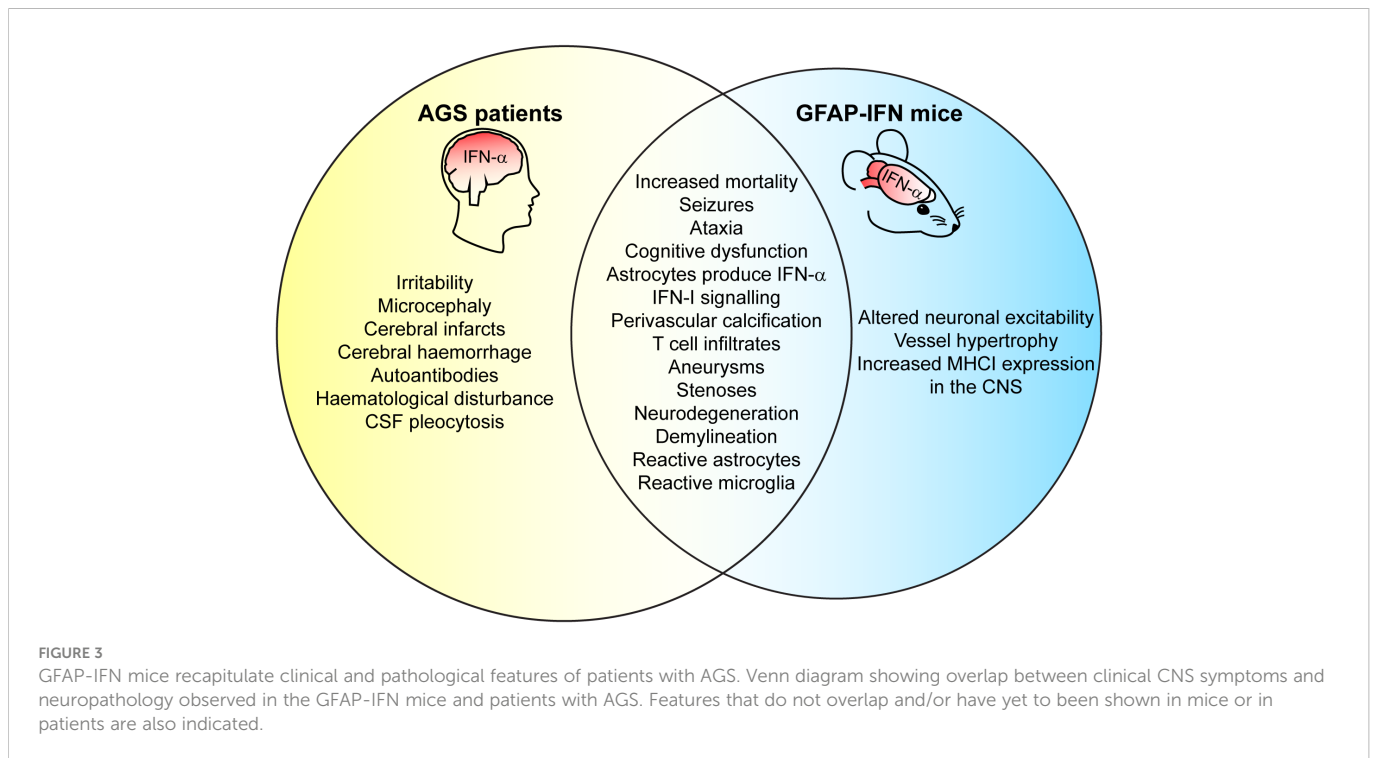 AGS patients
IFN-α
Irritability
Microcephaly
Cerebral infarcts
Cerebral haemorrhage
Autoantibodies
Haematological disturbance
CSF pleocytosis
Increased mortality
Seizures
Ataxia
Cognitive dysfunction
Astrocytes produce IFN-α
IFN-I signalling
Perivascular calcification
T cell infiltrates
Aneurysms
Stenoses
Neurodegeneration
Demylineation
Reactive astrocytes
Reactive microglia
GFAP-IFN mice
IFN-α
Altered neuronal excitability
Vessel hypertrophy
Increased MHCI expression
in the CNS
FIGURE 3
GFAP-IFN mice recapitulate clinical and pathological features of patients with AGS. Venn diagram showing overlap between clinical CNS symptoms and
neuropathology observed in the GFAP-IFN mice and patients with AGS. Features that do not overlap and/or have yet to been shown in mice or in
patients are also indicated.